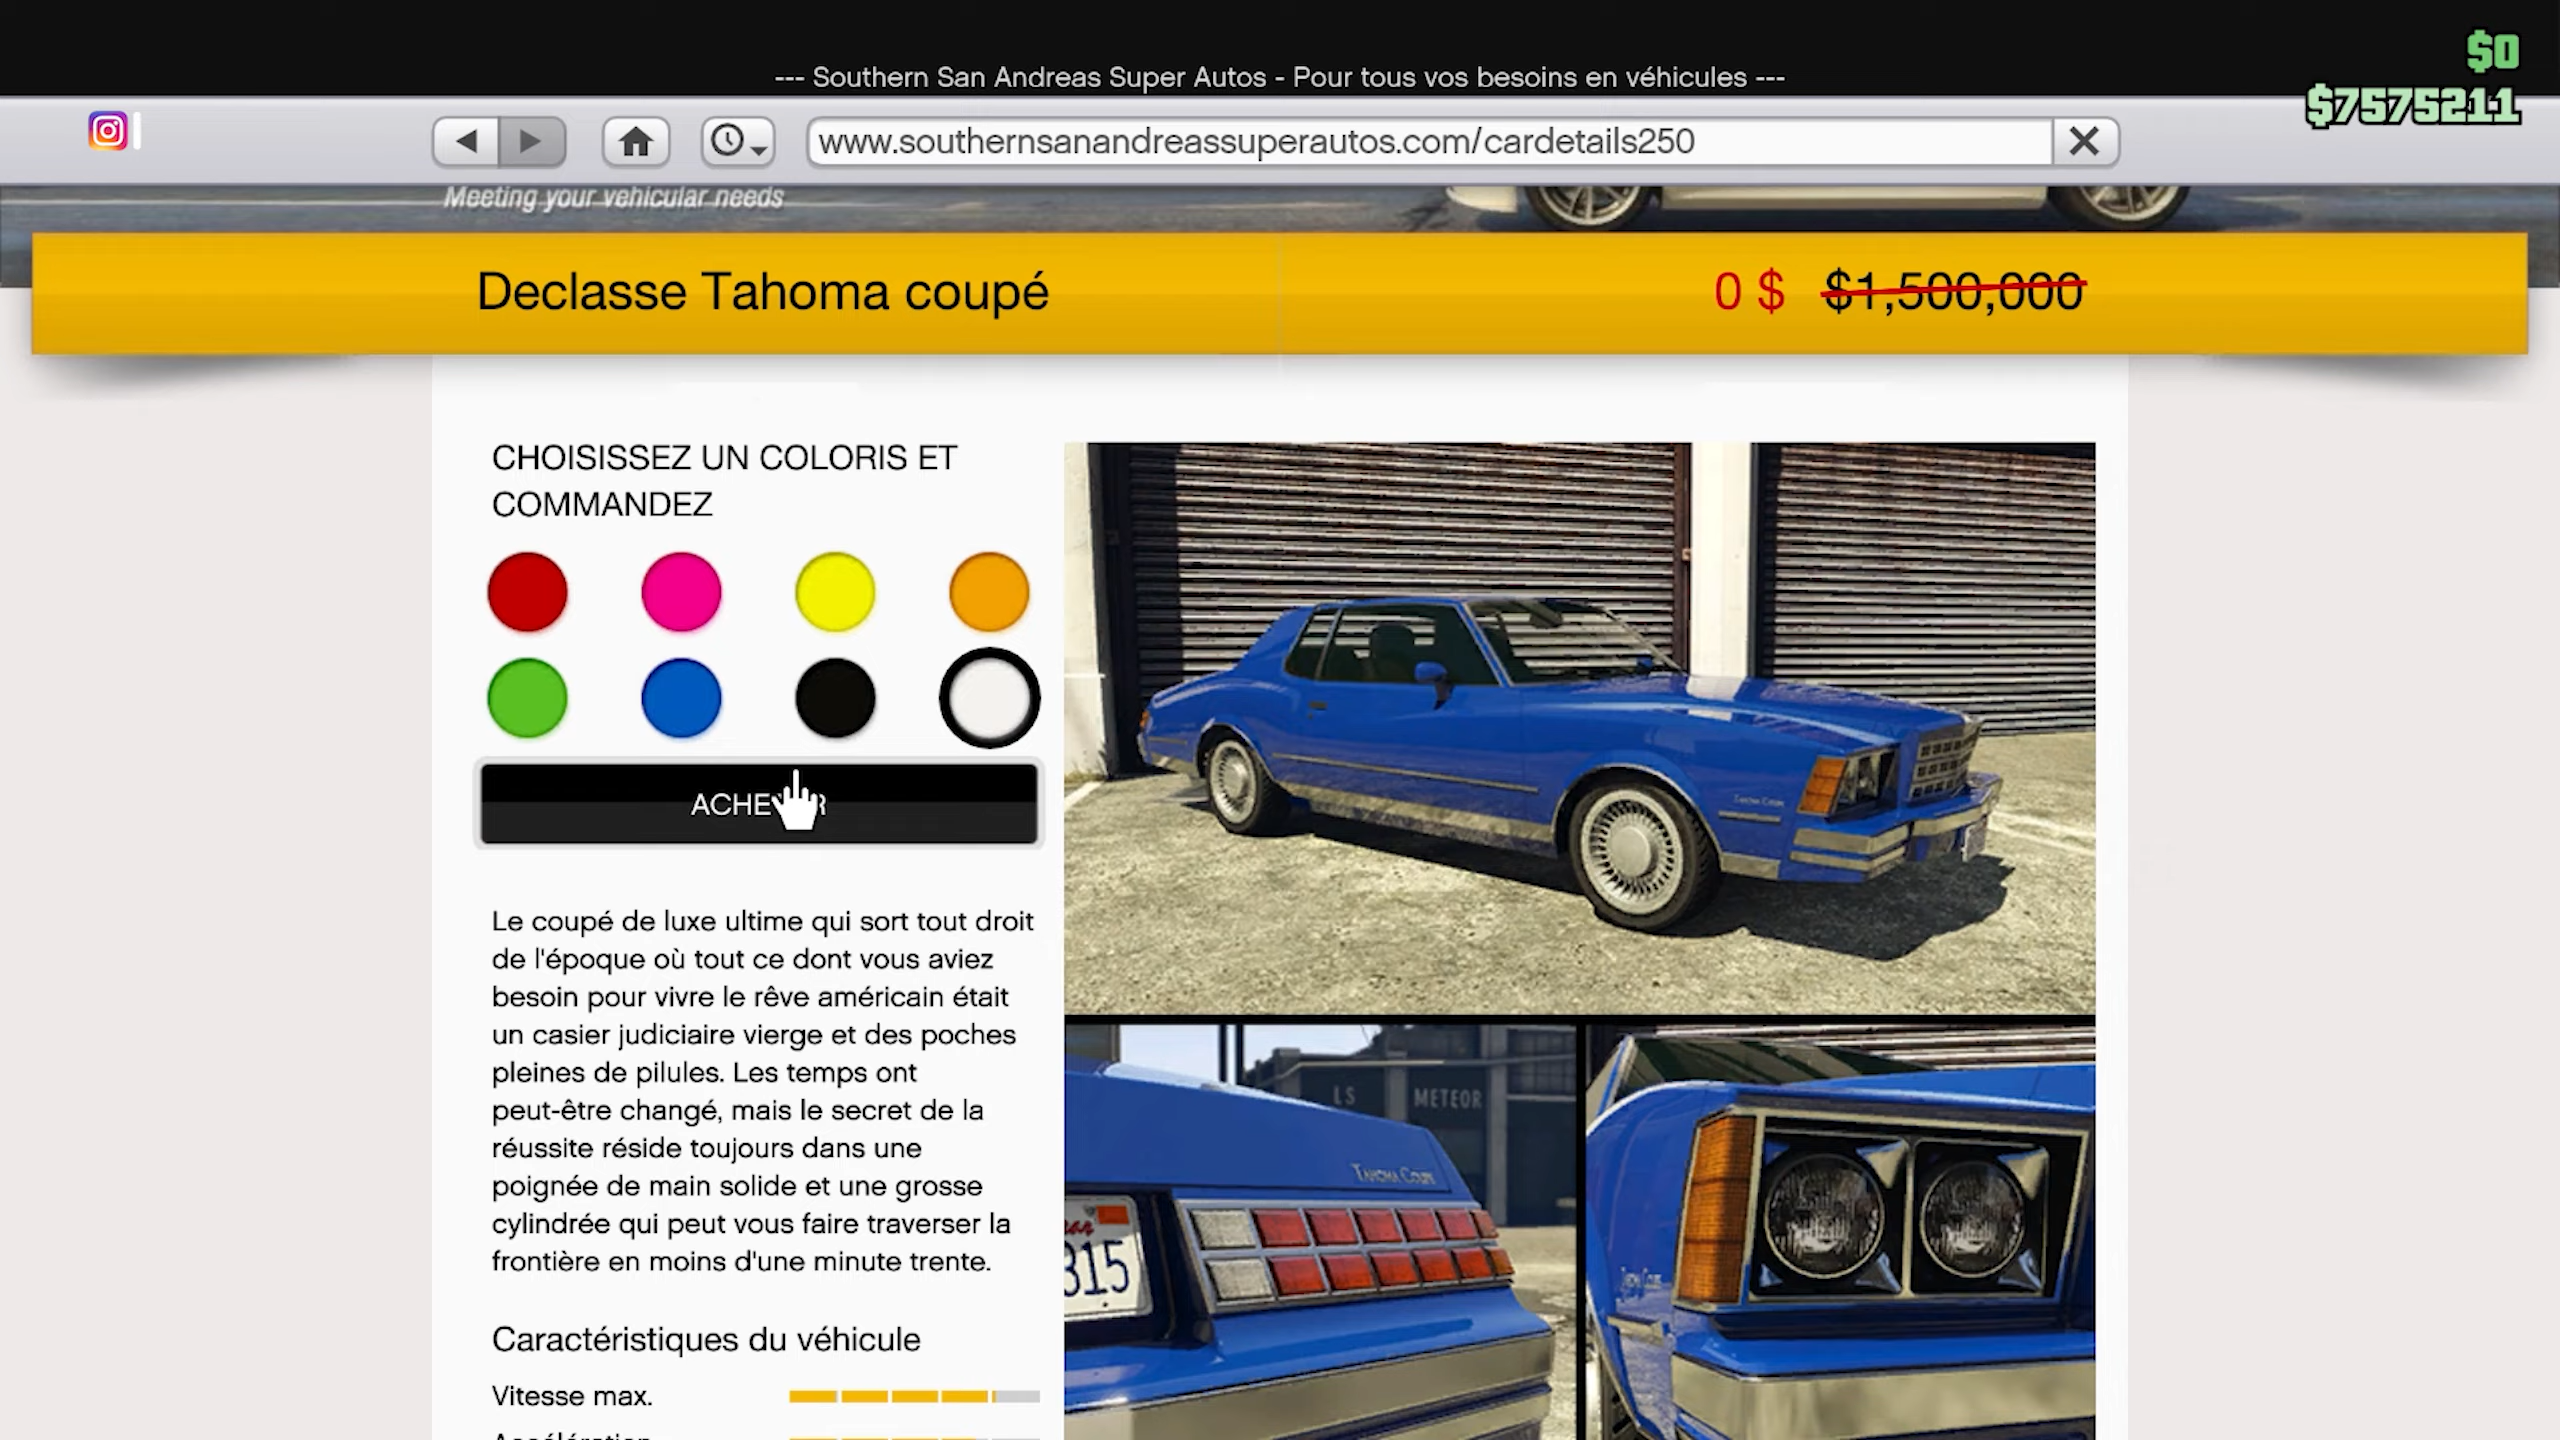 --- Southern San Andreas Super Autos - Pour tous vos besoins en véhicules ---
$0
$7575211
www.southernsanandreassuperautos.com/cardetails250
Meeting your vehicular needs
Declasse Tahoma coupé
0 $ $1,500,000
CHOISISSEZ UN COLORIS ET
COMMANDEZ
ACHETER
Le coupé de luxe ultime qui sort tout droit
de l'époque où tout ce dont vous aviez
besoin pour vivre le rêve américain était
un casier judiciaire vierge et des poches
pleines de pilules. Les temps ont
peut-être changé, mais le secret de la
réussite réside toujours dans une
poignée de main solide et une grosse
cylindrée qui peut vous faire traverser la
frontière en moins d'une minute trente.
Caractéristiques du véhicule
Vitesse max.
Accélération
LS METEOR
TAHOMA COUPE
315